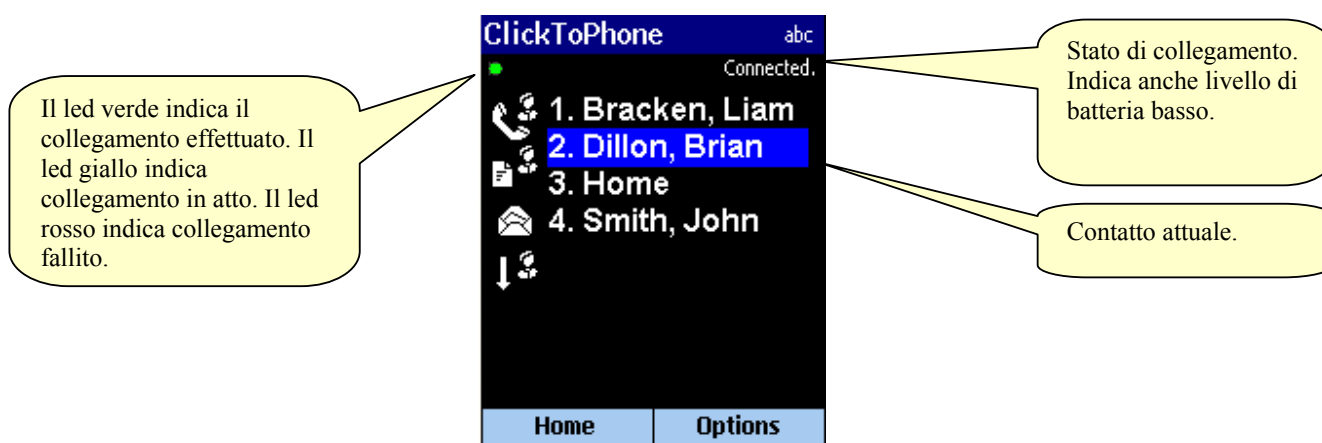 ClickToPhone abc
Connected.
1. Bracken, Liam
2. Dillon, Brian
3. Home
4. Smith, John
Home Options
Il led verde indica il
collegamento effettuato. Il
led giallo indica
collegamento in atto. Il led
rosso indica collegamento
fallito.
Stato di collegamento.
Indica anche livello di
batteria basso.
Contatto attuale.